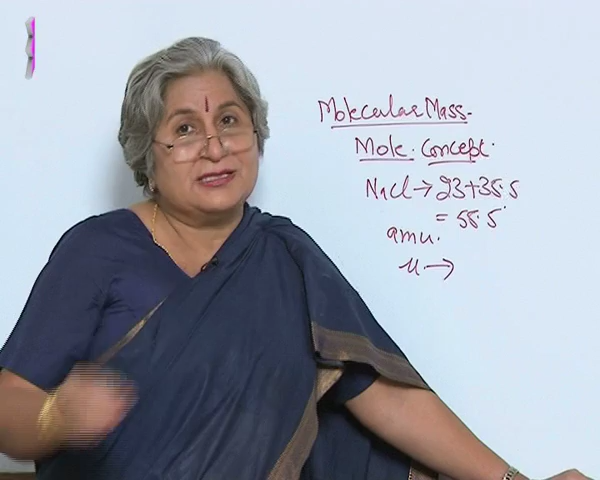 Molecular Mass.
Mole. Concept.
NaCl → 23+35.5
= 58.5
amu.
u →